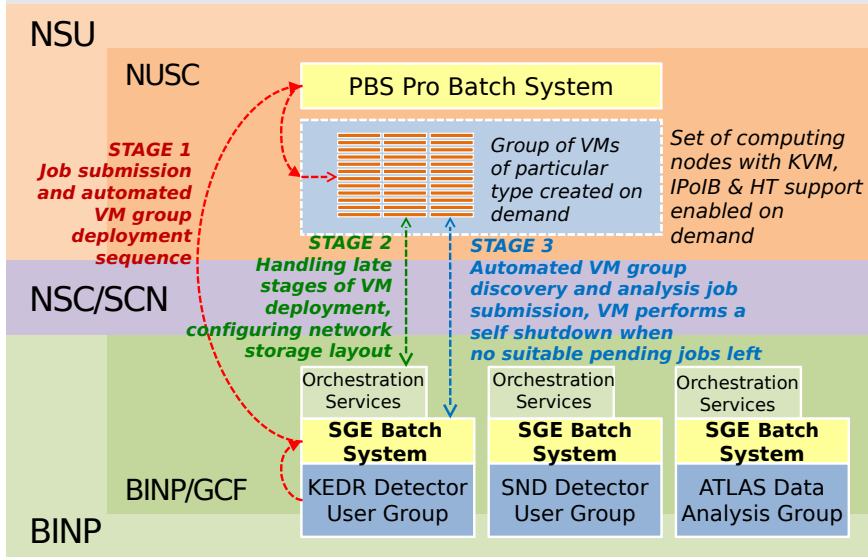 NSU
NUSC
PBS Pro Batch System
STAGE 1
Job submission
and automated
VM group
deployment
sequence
Group of VMs
of particular
type created on
demand
Set of computing
nodes with KVM,
IPoIB & HT support
enabled on
demand
STAGE 2
Handling late
stages of VM
deployment,
configuring network
storage layout
STAGE 3
Automated VM group
discovery and analysis job
submission, VM performs a
self shutdown when
no suitable pending jobs left
NSC/SCN
Orchestration
Services
SGE Batch
System
KEDR Detector
User Group
Orchestration
Services
SGE Batch
System
SND Detector
User Group
Orchestration
Services
SGE Batch
System
ATLAS Data
Analysis Group
BINP/GCF
BINP